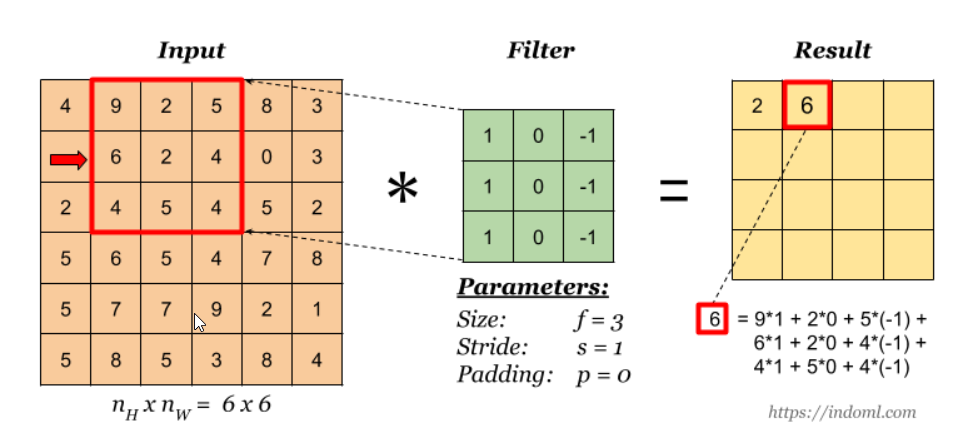 Input
Filter
Result
4 9 2 5 8 3
6 2 4 0 3
2 4 5 4 5 2
5 6 5 4 7 8
5 7 7 9 2 1
5 8 5 3 8 4
n_H x n_W = 6 x 6
*
1 0 -1
1 0 -1
1 0 -1
Parameters:
Size: f = 3
Stride: s = 1
Padding: p = 0
=
2 6
6 = 9*1 + 2*0 + 5*(-1) +
6*1 + 2*0 + 4*(-1) +
4*1 + 5*0 + 4*(-1)
https://indoml.com